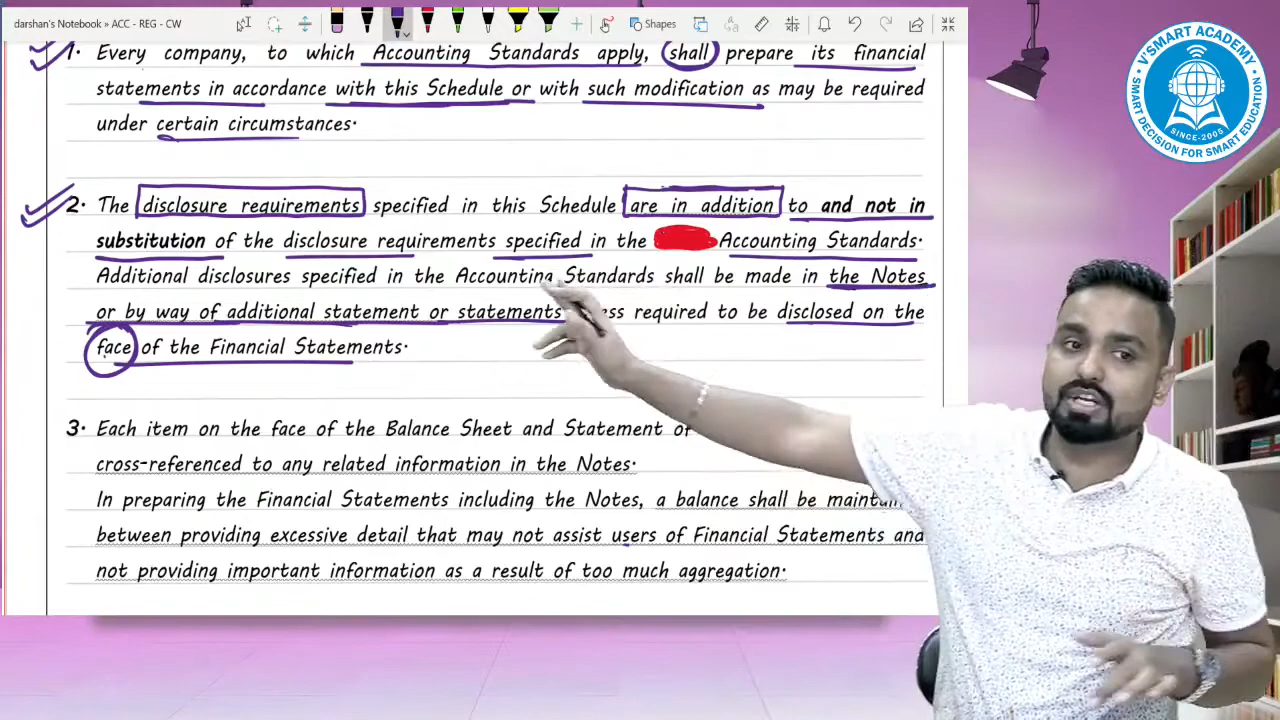 darshan's Notebook » ACC - REG - CW
Shapes
1. Every company, to which Accounting Standards apply, shall prepare its financial
statements in accordance with this Schedule or with such modification as may be required
under certain circumstances.
2. The disclosure requirements specified in this Schedule are in addition to and not in
substitution of the disclosure requirements specified in the Accounting Standards.
Additional disclosures specified in the Accounting Standards shall be made in the Notes
or by way of additional statement or statements required to be disclosed on the
face of the Financial Statements.
3. Each item on the face of the Balance Sheet and Statement of
cross-referenced to any related information in the Notes.
In preparing the Financial Statements including the Notes, a balance shall be
between providing excessive detail that may not assist users of Financial Statements and
not providing important information as a result of too much aggregation.
V'SMART ACADEMY
SINCE-2005
SMART DECISION FOR SMART EDUCATION